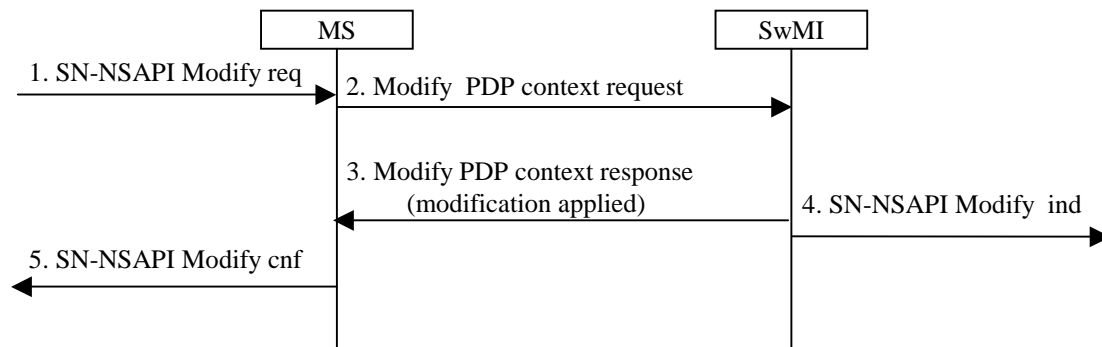 MS
SwMI
1. SN-NSAPI Modify req
2. Modify PDP context request
3. Modify PDP context response
(modification applied)
4. SN-NSAPI Modify ind
5. SN-NSAPI Modify cnf